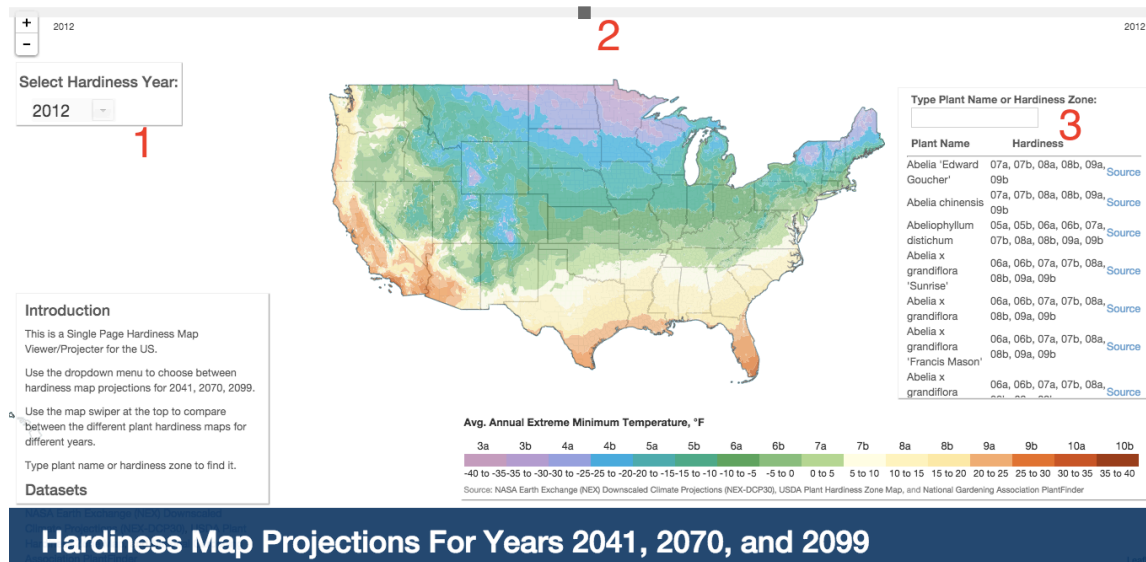 +
−
2012
2
2012
Select Hardiness Year:
2012
1
Type Plant Name or Hardiness Zone:
3
Plant Name Hardiness
Abelia 'Edward
Goucher'
07a, 07b, 08a, 08b, 09a,
09b
Source
Abelia chinensis
07a, 07b, 08a, 08b, 09a,
09b
Source
Abeliophyllum
distichum
05a, 05b, 06a, 06b, 07a,
07b, 08a, 08b, 09a, 09b
Source
Abelia x
grandiflora
'Sunrise'
06a, 06b, 07a, 07b, 08a,
08b, 09a, 09b
Source
Abelia x
grandiflora
06a, 06b, 07a, 07b, 08a,
08b, 09a, 09b
Source
Abelia x
grandiflora
'Francis Mason'
06a, 06b, 07a, 07b, 08a,
08b, 09a, 09b
Source
Abelia x
grandiflora
06a, 06b, 07a, 07b, 08a,
Source
Introduction
This is a Single Page Hardiness Map
Viewer/Projecter for the US.
Use the dropdown menu to choose between
hardiness map projections for 2041, 2070, 2099.
Use the map swiper at the top to compare
between the different plant hardiness maps for
different years.
Type plant name or hardiness zone to find it.
Datasets
NASA Earth Exchange (NEX) Downscaled
Avg. Annual Extreme Minimum Temperature, °F
3a 3b 4a 4b 5a 5b 6a 6b 7a 7b 8a 8b 9a 9b 10a 10b
-40 to -35 -35 to -30 -30 to -25 -25 to -20 -20 to -15 -15 to -10 -10 to -5 -5 to 0 0 to 5 5 to 10 10 to 15 15 to 20 20 to 25 25 to 30 30 to 35 35 to 40
Source: NASA Earth Exchange (NEX) Downscaled Climate Projections (NEX-DCP30), USDA Plant Hardiness Zone Map, and National Gardening Association PlantFinder
Hardiness Map Projections For Years 2041, 2070, and 2099